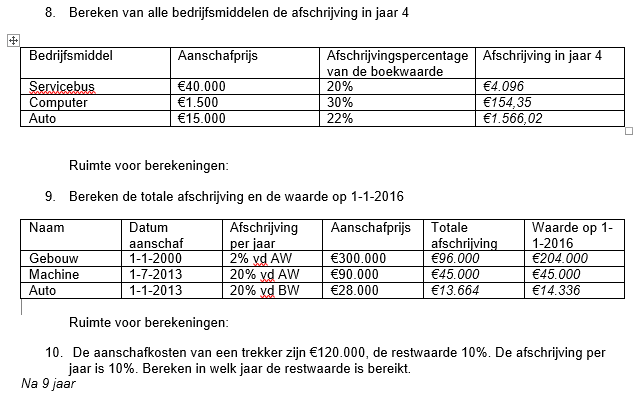 8. Bereken van alle bedrijfsmiddelen de afschrijving in jaar 4
Bedrijfsmiddel Aanschafprijs Afschrijvingspercentage van de boekwaarde Afschrijving in jaar 4
Servicebus €40.000 20% €4.096
Computer €1.500 30% €154,35
Auto €15.000 22% €1.566,02
Ruimte voor berekeningen:
9. Bereken de totale afschrijving en de waarde op 1-1-2016
Naam Datum aanschaf Afschrijving per jaar Aanschafprijs Totale afschrijving Waarde op 1-1-2016
Gebouw 1-1-2000 2% vd AW €300.000 €96.000 €204.000
Machine 1-7-2013 20% vd AW €90.000 €45.000 €45.000
Auto 1-1-2013 20% vd BW €28.000 €13.664 €14.336
Ruimte voor berekeningen:
10. De aanschafkosten van een trekker zijn €120.000, de restwaarde 10%. De afschrijving per
jaar is 10%. Bereken in welk jaar de restwaarde is bereikt.
Na 9 jaar